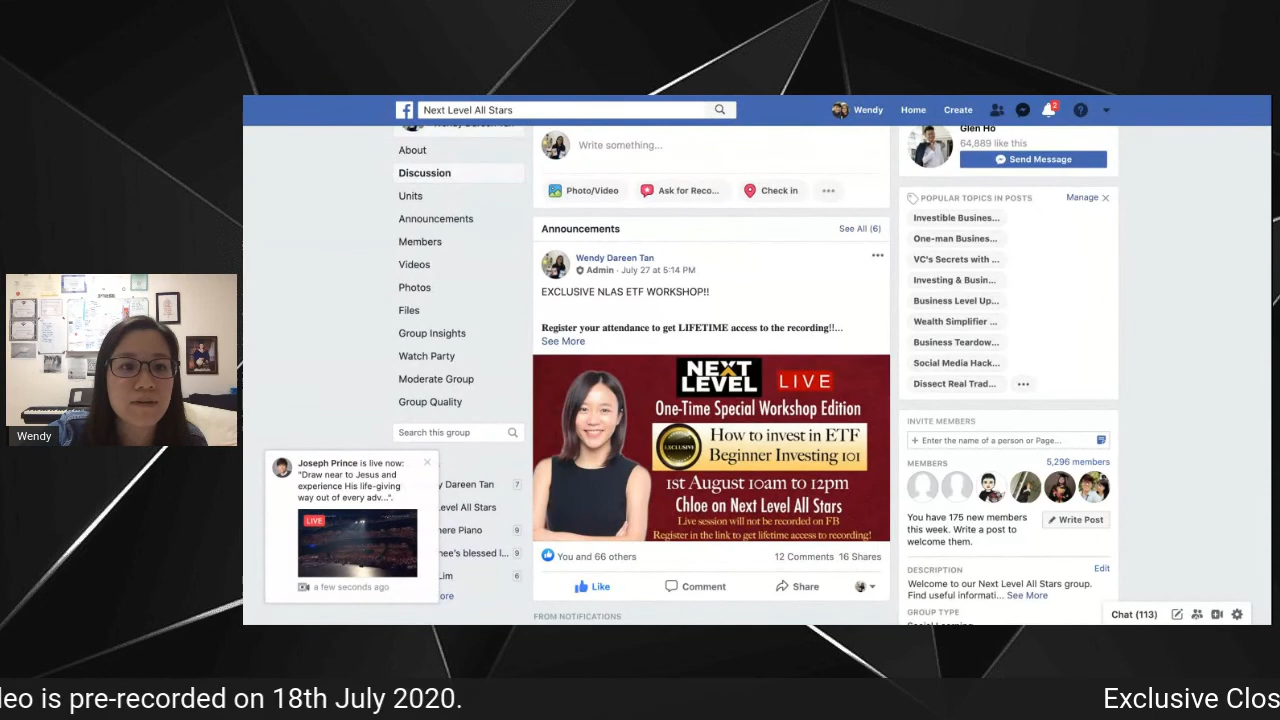 Next Level All Stars
Wendy
Home
Create
2
About
Discussion
Units
Announcements
Members
Videos
Photos
Files
Group Insights
Watch Party
Moderate Group
Group Quality
Search this group
Write something...
Photo/Video
Ask for Reco...
Check in
Announcements
See All (6)
Wendy Dareen Tan
Admin · July 27 at 5:14 PM
EXCLUSIVE NLAS ETF WORKSHOP!!
Register your attendance to get LIFETIME access to the recording!!...
See More
NEXT
LEVEL
LIVE
One-Time Special Workshop Edition
EXCLUSIVE
How to invest in ETF
Beginner Investing 101
1st August 10am to 12pm
Chloe on Next Level All Stars
Live session will not be recorded on FB
Register in the link to get lifetime access to recording!
You and 66 others
12 Comments 16 Shares
Like
Comment
Share
FROM NOTIFICATIONS
Glen Ho
64,889 like this
Send Message
POPULAR TOPICS IN POSTS
Manage
Investible Busines...
One-man Busines...
VC's Secrets with ...
Investing & Busin...
Business Level Up...
Wealth Simplifier ...
Business Teardow...
Social Media Hack...
Dissect Real Trad...
INVITE MEMBERS
+ Enter the name of a person or Page...
MEMBERS
5,296 members
You have 175 new members
this week. Write a post to
welcome them.
Write Post
DESCRIPTION
Edit
Welcome to our Next Level All Stars group.
Find useful informati... See More
GROUP TYPE
Chat (113)
Wendy
Joseph Prince is live now:
"Draw near to Jesus and
experience His life-giving
way out of every adv...".
LIVE
a few seconds ago
y Dareen Tan
7
evel All Stars
here Piano
9
nee's blessed l...
9
Lim
6
ore
deo is pre-recorded on 18th July 2020.
Exclusive Clos